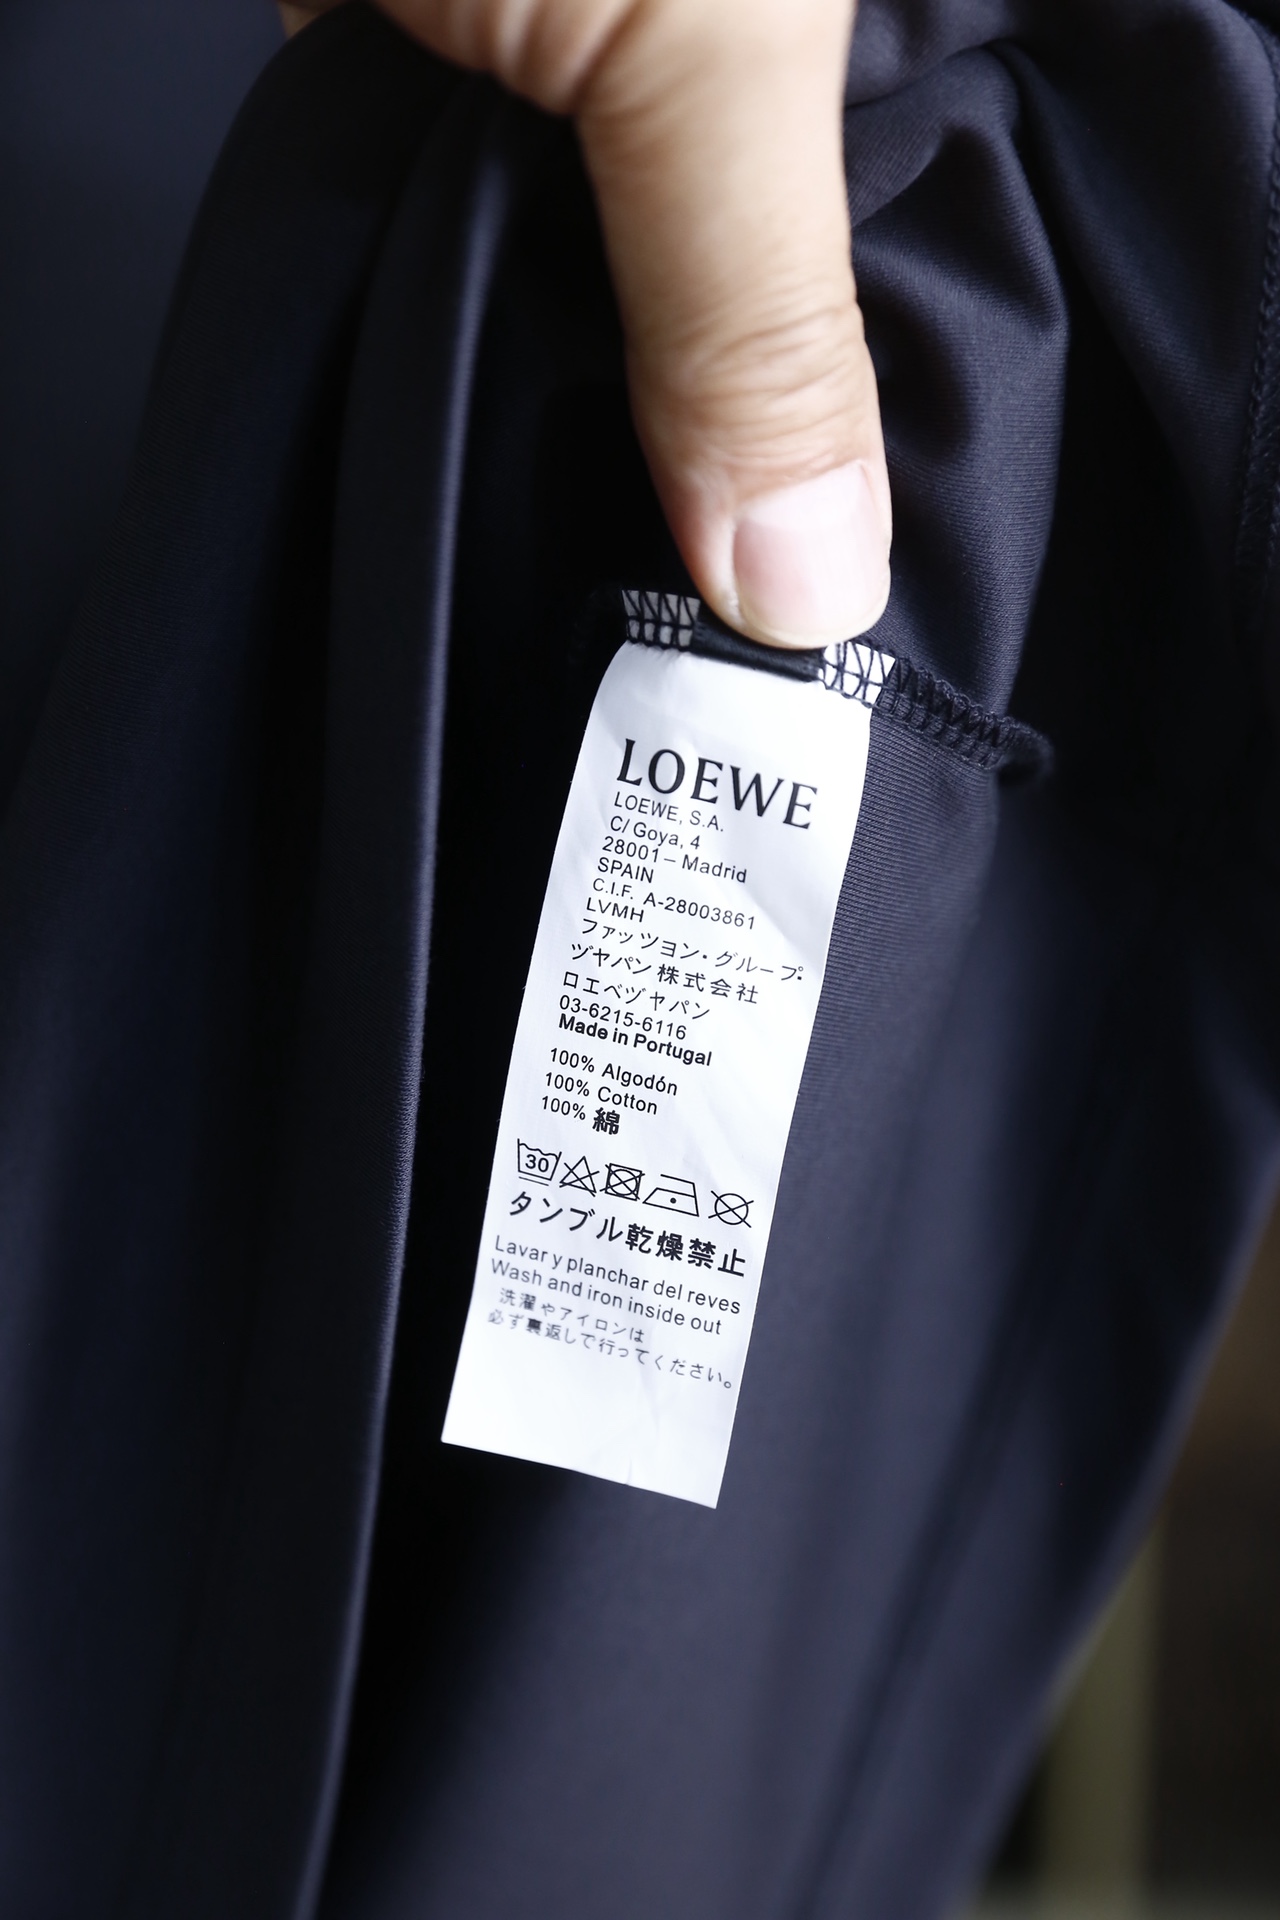 LOEWE
LOEWE, S.A.
C/ Goya, 4
28001 – Madrid
SPAIN
C.I.F. A-28003861
LVMH
ファッツヨン・グループ・
ヅヤパン株式会社
ロエベヅヤパン
03-6215-6116
Made in Portugal
100% Algodón
100% Cotton
100% 綿
30
タンブル乾燥禁止
Lavar y planchar del reves
Wash and iron inside out
洗濯やアイロンは
必ず裏返しで行ってください。